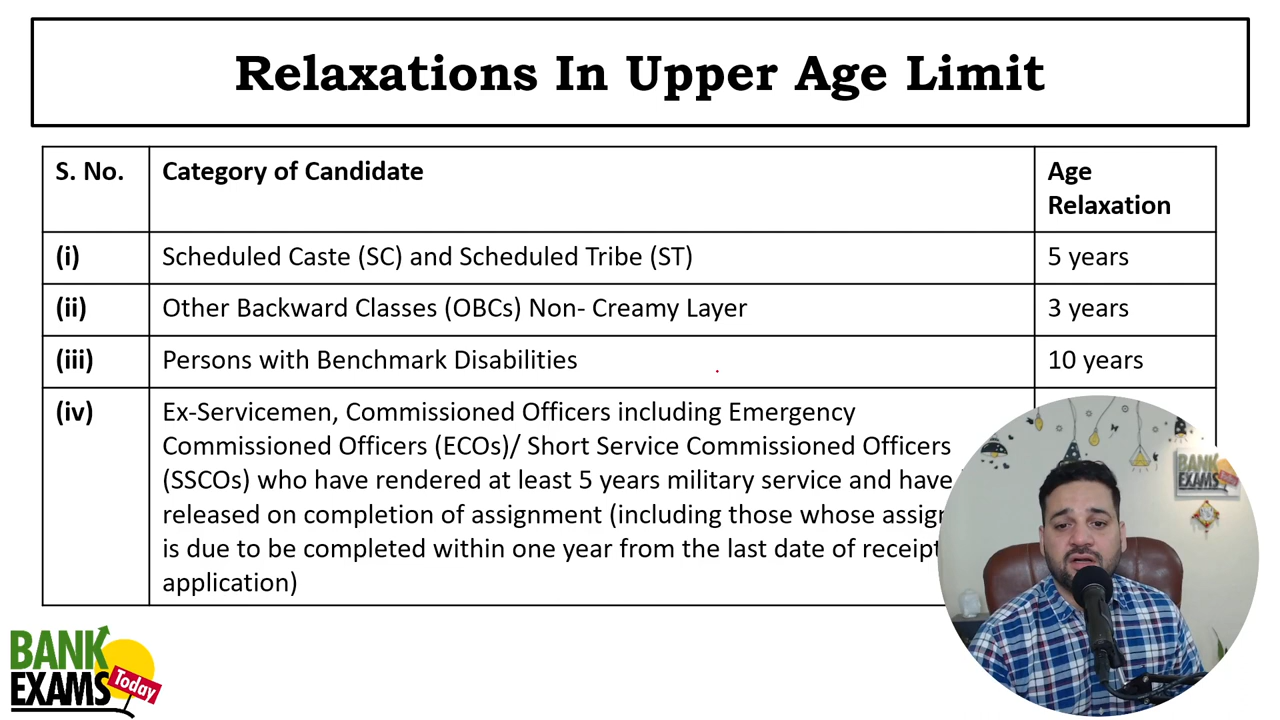 Relaxations In Upper Age Limit
S. No.
Category of Candidate
Age
Relaxation
(i)
Scheduled Caste (SC) and Scheduled Tribe (ST)
5 years
(ii)
Other Backward Classes (OBCs) Non- Creamy Layer
3 years
(iii)
Persons with Benchmark Disabilities
10 years
(iv)
Ex-Servicemen, Commissioned Officers including Emergency
Commissioned Officers (ECOs)/ Short Service Commissioned Officers
(SSCOs) who have rendered at least 5 years military service and have
released on completion of assignment (including those whose
is due to be completed within one year from the last date of receipt
application)
BANK
EXAMS
Today
BANK
EXAMS